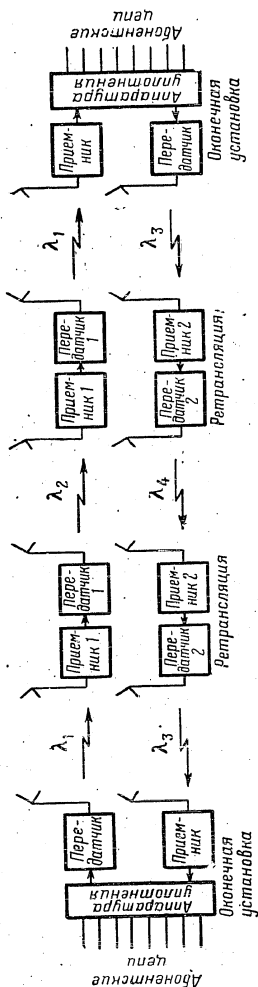 Абонентские
цепи
Аппаратура
уплотнения
Оконечная
установка
Пере-
датчик
Прием-
ник
λ₁
λ₃
Прием-
ник 1
Пере-
датчик
1
Пере-
датчик
2
Прием-
ник 2
Ретрансляция
λ₂
λ₄
Прием-
ник 1
Пере-
датчик
1
Пере-
датчик
2
Прием-
ник 2
Ретрансляция
λ₁
λ₃
Прием-
ник
Пере-
датчик
Аппаратура
уплотнения
Оконечная
установка
Абонентские
цепи